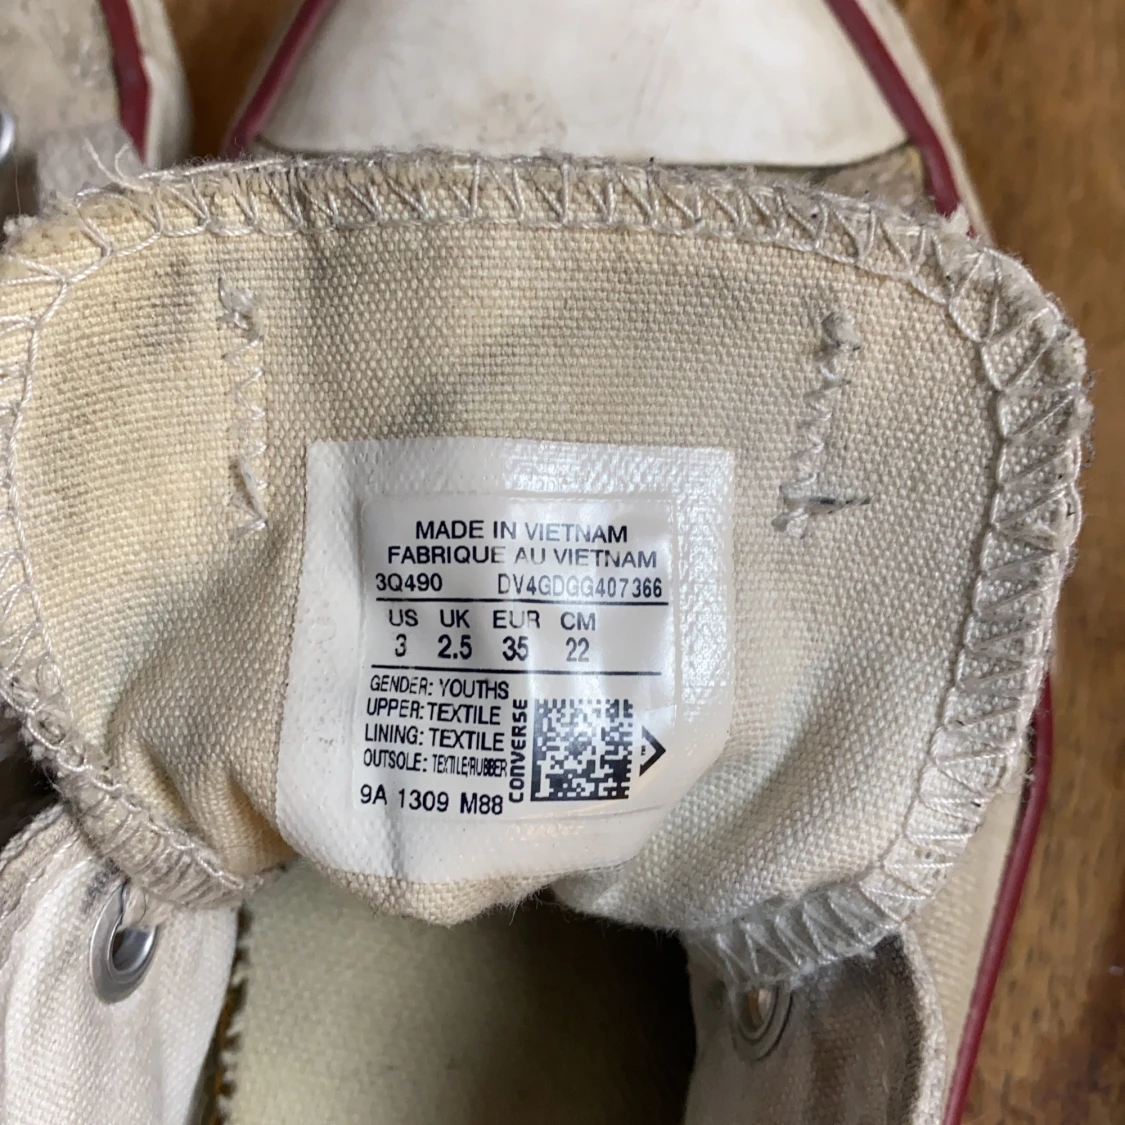 MADE IN VIETNAM
FABRIQUE AU VIETNAM
3Q490 DV4GDGG407366
US UK EUR CM
3 2.5 35 22
GENDER: YOUTHS
UPPER: TEXTILE
LINING: TEXTILE
OUTSOLE: TEXTILE/RUBBER
9A 1309 M88
CONVERSE